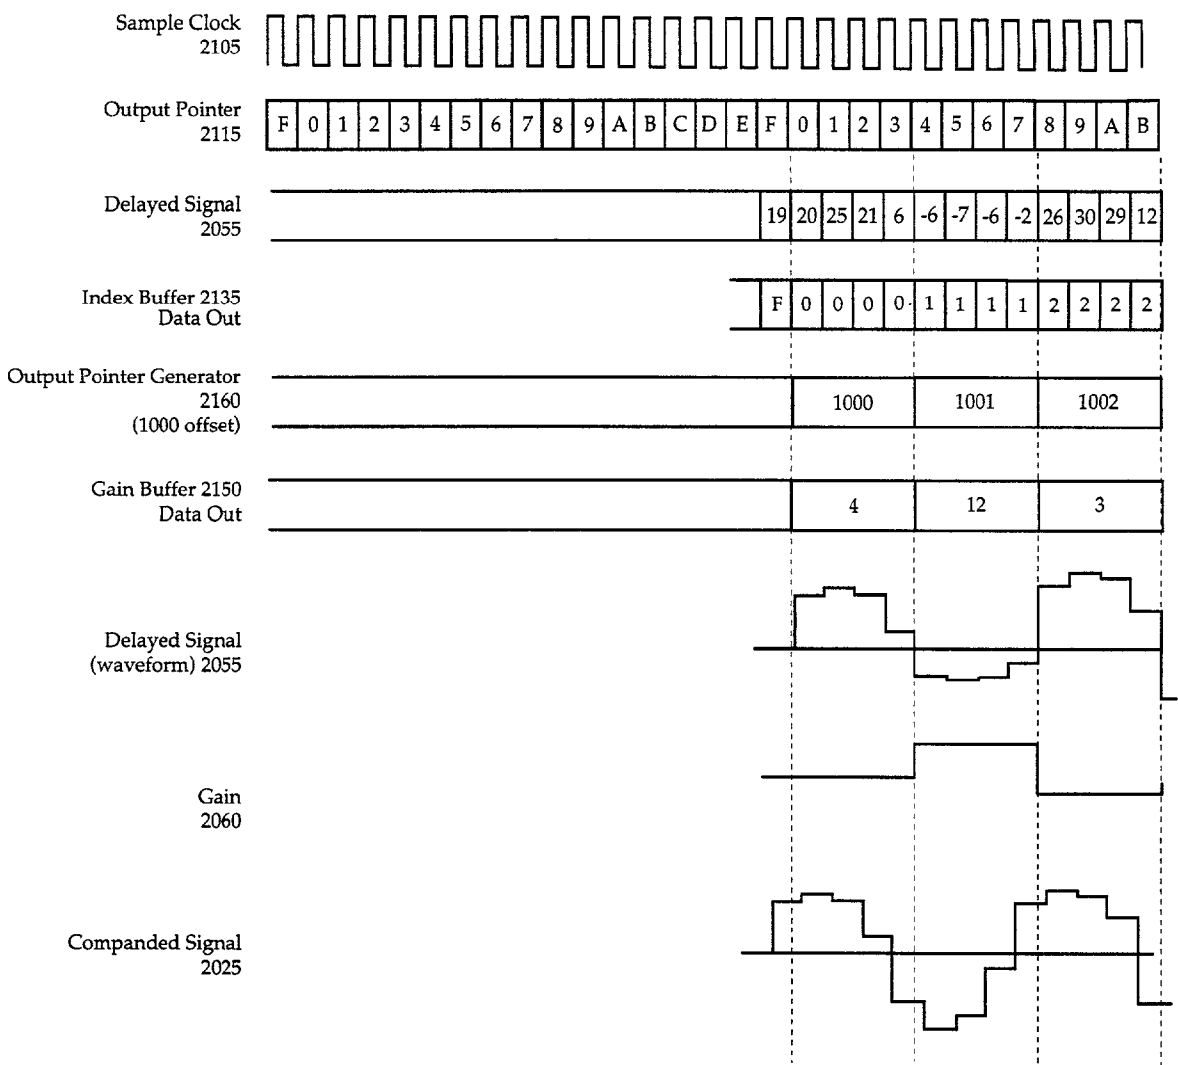 Sample Clock
2105
Output Pointer
2115
F 0 1 2 3 4 5 6 7 8 9 A B C D E F 0 1 2 3 4 5 6 7 8 9 A B
Delayed Signal
2055
19 20 25 21 6 -6 -7 -6 -2 26 30 29 12
Index Buffer 2135
Data Out
F 0 0 0 0 1 1 1 1 2 2 2 2
Output Pointer Generator
2160
(1000 offset)
1000 1001 1002
Gain Buffer 2150
Data Out
4 12 3
Delayed Signal
(waveform) 2055
Gain
2060
Companded Signal
2025